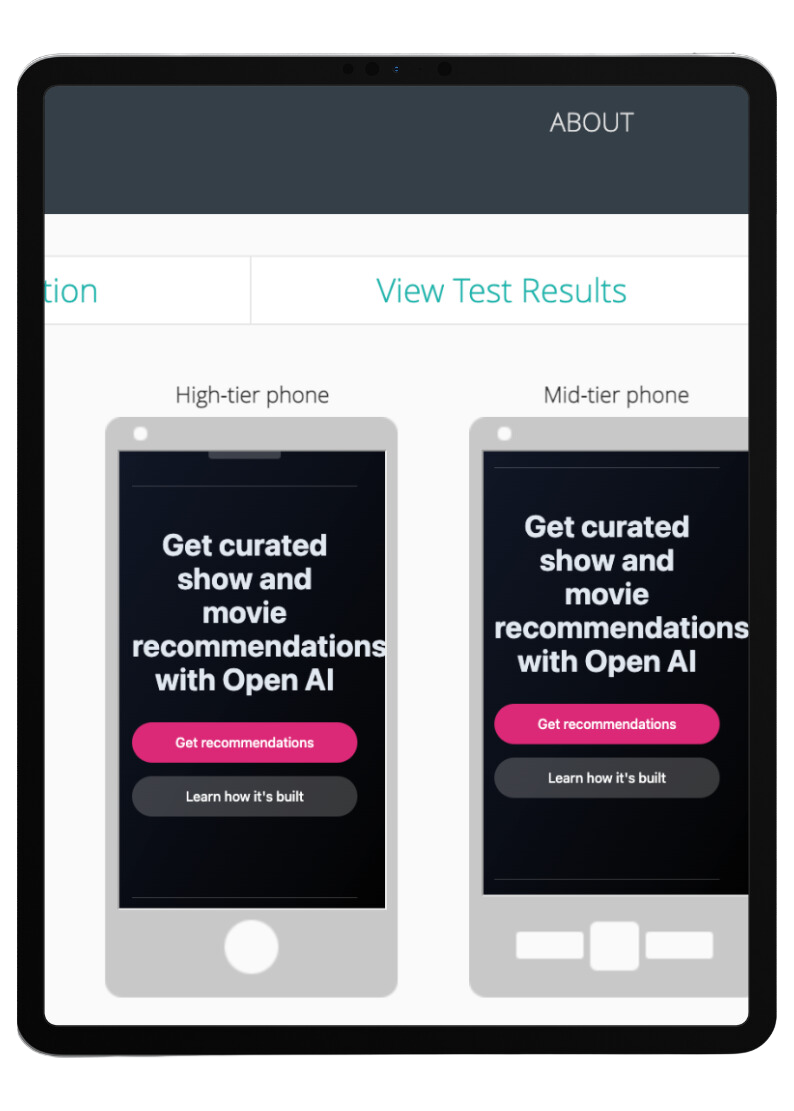 ABOUT
tion
View Test Results
High-tier phone
Mid-tier phone
Get curated
show and
movie
recommendations
with Open AI
Get recommendations
Learn how it's built
Get curated
show and
movie
recommendations
with Open AI
Get recommendations
Learn how it's built